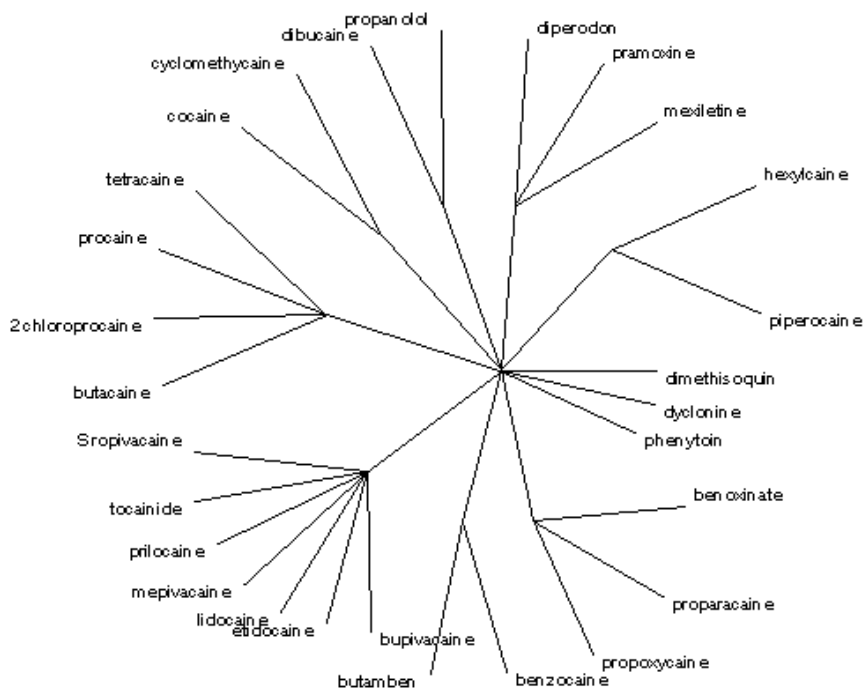 propanolol
diperodon
dibucaine
pramoxine
cyclomethycaine
mexiletine
cocaine
hexylcaine
tetracaine
procaine
piperocaine
2chloroprocaine
dimethisoquin
butacaine
dyclonine
phenytoin
Sropivacaine
benoxinate
tocainide
prilocaine
mepivacaine
proparacaine
lidocaine
etidocaine
bupivacaine
propoxycaine
butamben
benzocaine